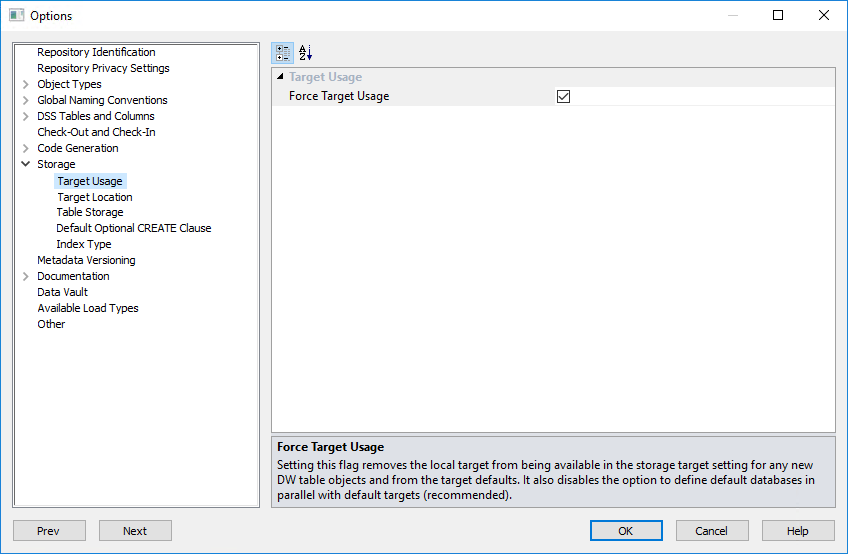 Options
Repository Identification
Repository Privacy Settings
Object Types
Global Naming Conventions
DSS Tables and Columns
Check-Out and Check-In
Code Generation
Storage
Target Usage
Target Location
Table Storage
Default Optional CREATE Clause
Index Type
Metadata Versioning
Documentation
Data Vault
Available Load Types
Other
A
Z
Target Usage
Force Target Usage
Force Target Usage
Setting this flag removes the local target from being available in the storage target setting for any new
DW table objects and from the target defaults. It also disables the option to define default databases in
parallel with default targets (recommended).
Prev
Next
OK
Cancel
Help